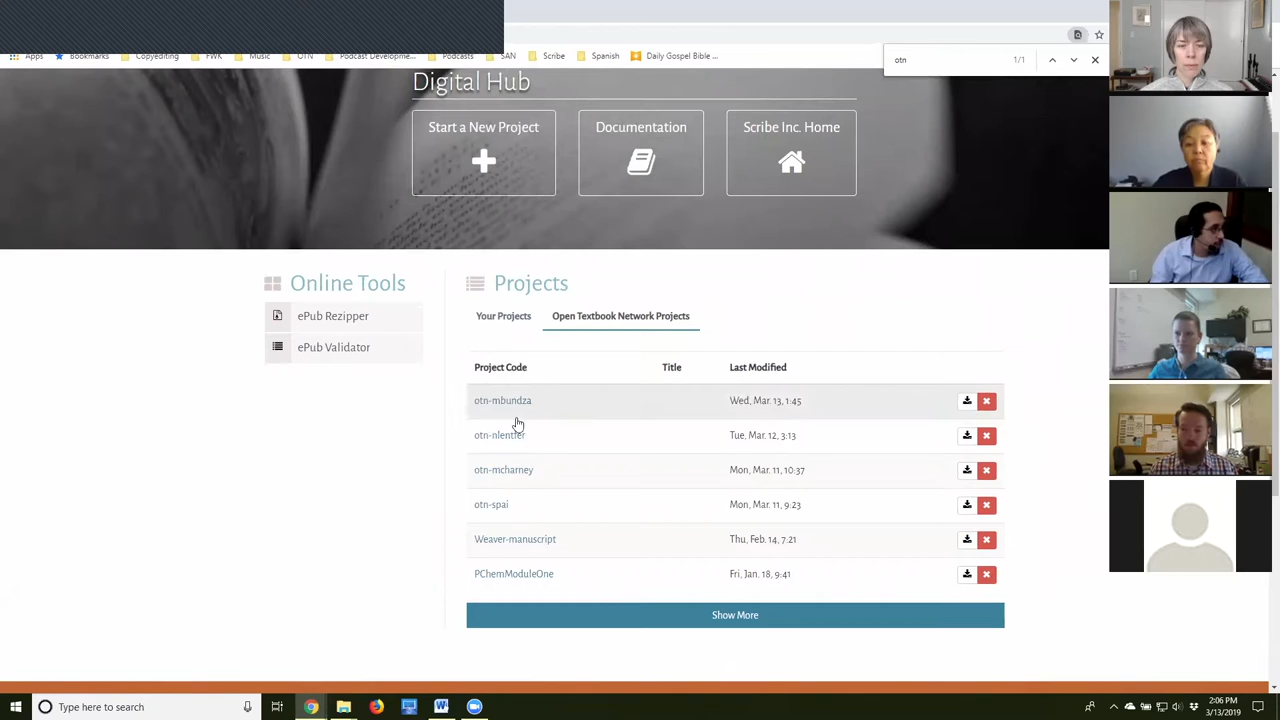 otn 1/1
Apps Bookmarks Copyediting FWK Music OTN Podcast Developme... Podcasts SAN Scribe Spanish Daily Gospel Bible ...
Digital Hub
Start a New Project Documentation Scribe Inc. Home
Online Tools
ePub Rezipper
ePub Validator
Projects
Your Projects Open Textbook Network Projects
Project Code Title Last Modified
otn-mbundza Wed, Mar. 13, 1:45
Tue, Mar. 12, 3:13
otn-mcharney Mon, Mar. 11, 10:37
otn-spai Mon, Mar. 11, 9:23
Weaver-manuscript Thu, Feb. 14, 7:21
PChemModuleOne Fri, Jan. 18, 9:41
Show More
Type here to search
2:06 PM
3/13/2019